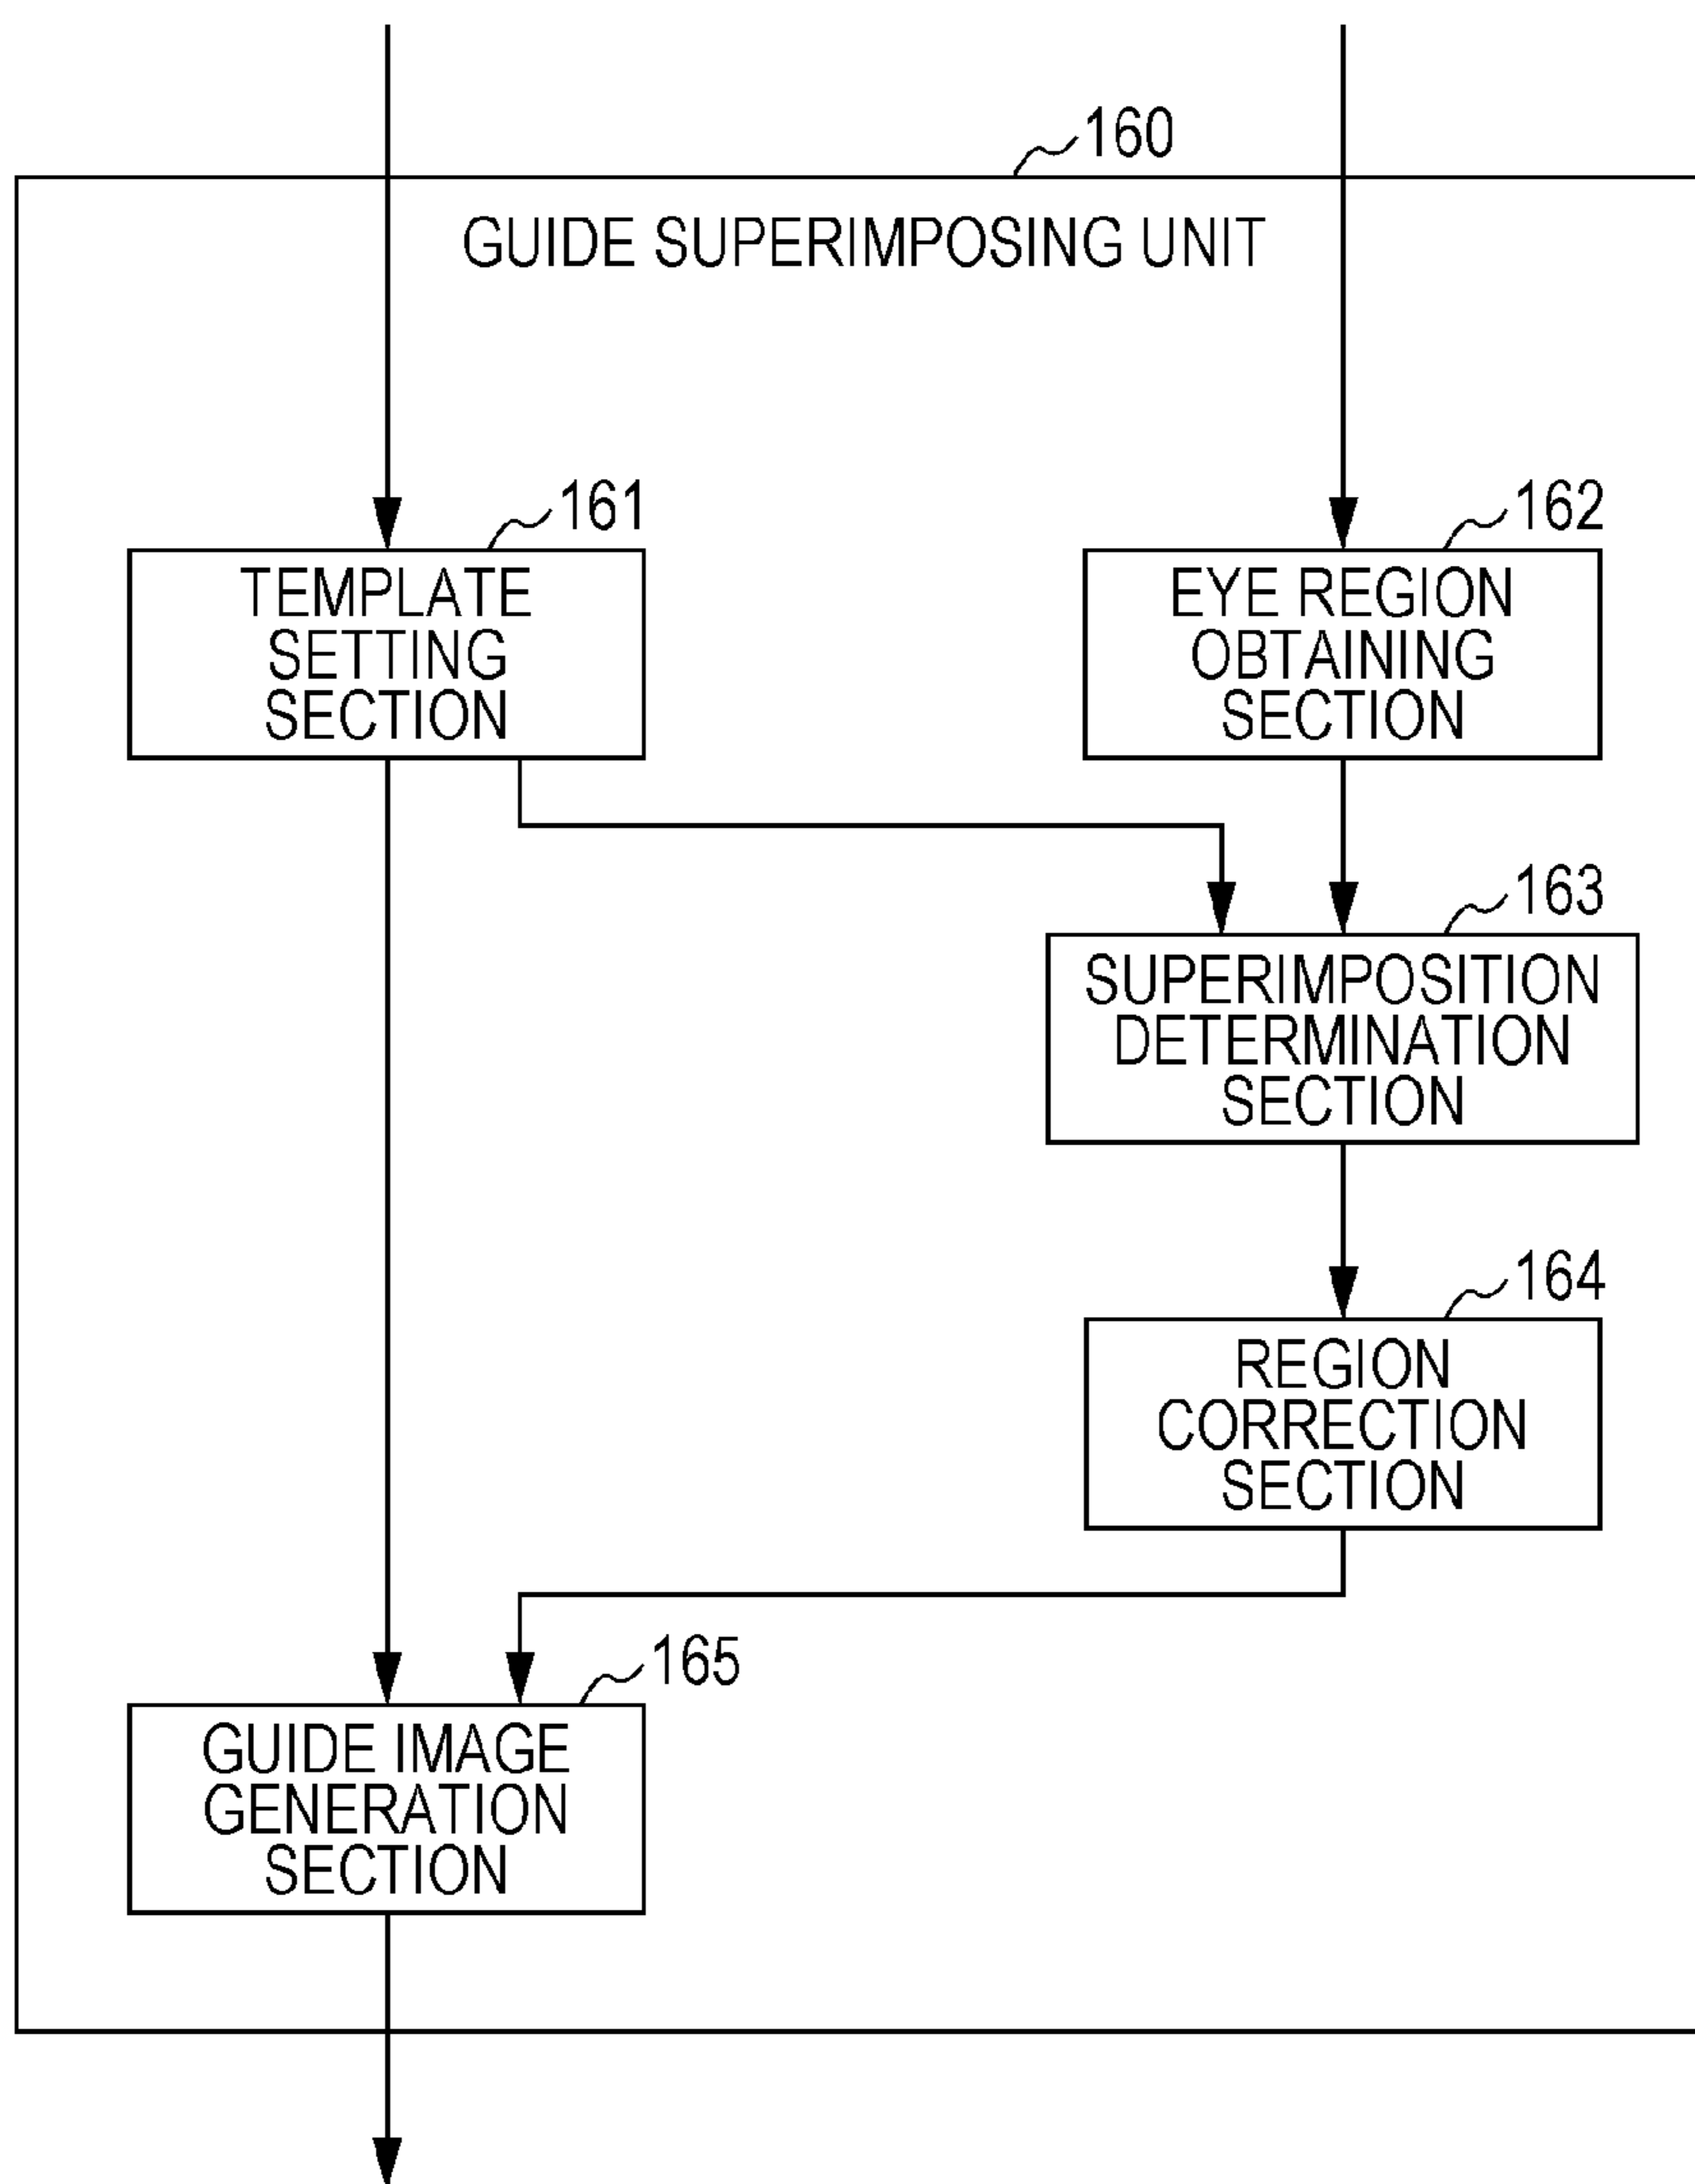 160
GUIDE SUPERIMPOSING UNIT
161
TEMPLATE
SETTING
SECTION
162
EYE REGION
OBTAINING
SECTION
163
SUPERIMPOSITION
DETERMINATION
SECTION
164
REGION
CORRECTION
SECTION
165
GUIDE IMAGE
GENERATION
SECTION